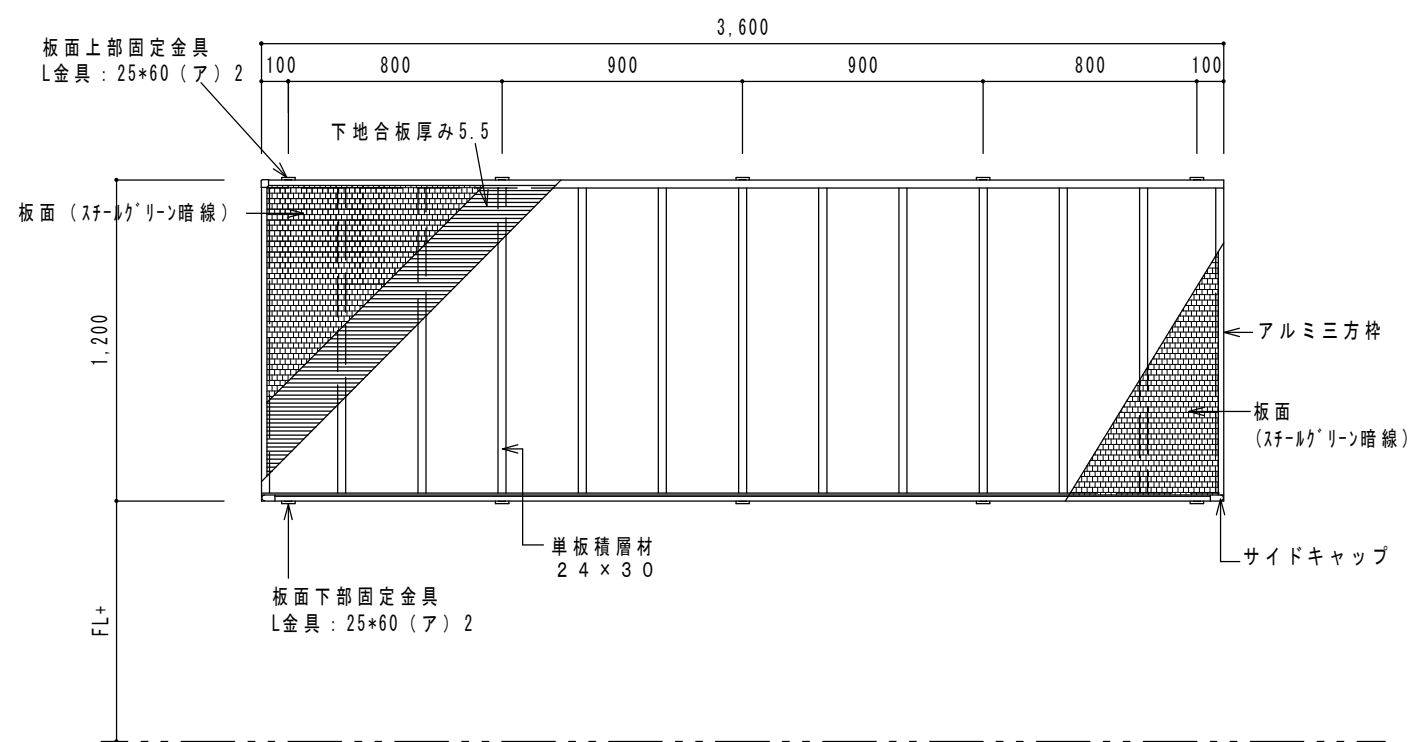 3,600
板面上部固定金具
L金具：25*60（ア）2
100
800
900
900
800
100
下地合板厚み5.5
板面（ｽﾁｰﾙｸﾞﾘｰﾝ暗線）
1,200
アルミ三方枠
板面
（ｽﾁｰﾙｸﾞﾘｰﾝ暗線）
単板積層材
２４×３０
サイドキャップ
板面下部固定金具
L金具：25*60（ア）2
FL+